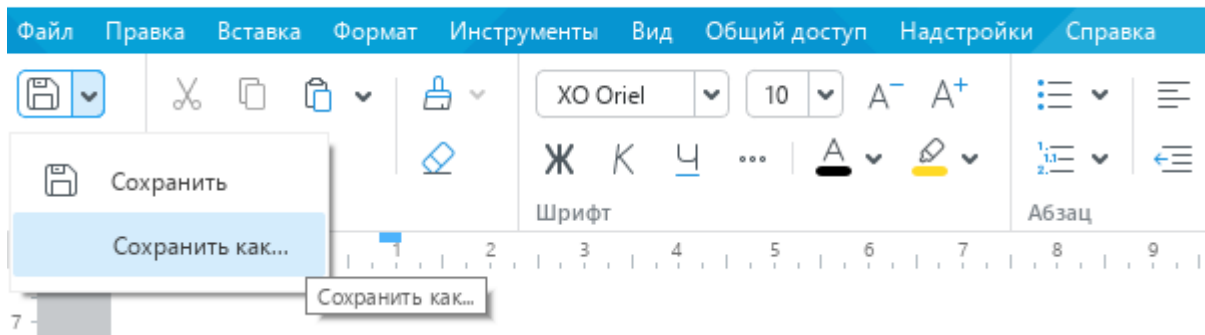 Файл Правка Вставка Формат Инструменты Вид Общий доступ Надстройки Справка
XO Oriel 10 A− A+
Ж К Ч A
Сохранить
Шрифт Абзац
Сохранить как...
1 2 3 4 5 6 7 8 9
Сохранить как...
7